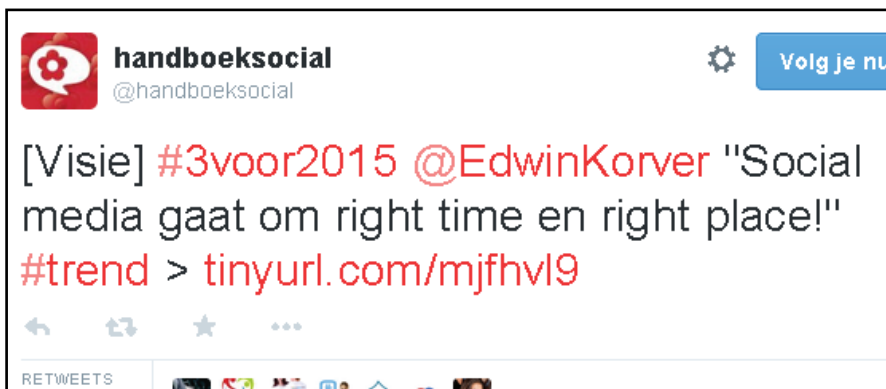 handboeksocial
@handboeksocial
Volg je nu
[Visie] #3voor2015 @EdwinKorver "Social
media gaat om right time en right place!"
#trend > tinyurl.com/mjfhvl9
RETWEETS